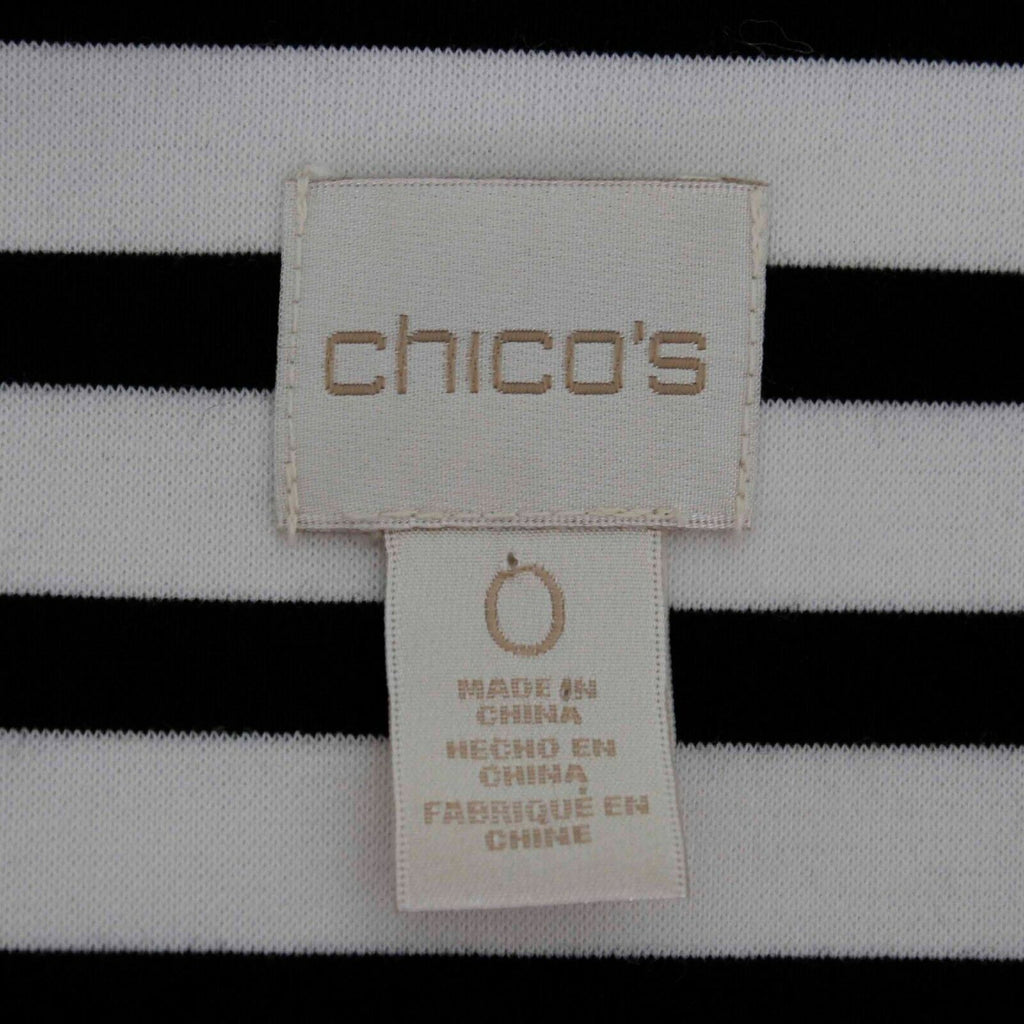 chico's
0
MADE IN
CHINA
HECHO EN
CHINA
FABRIQUÉ EN
CHINE